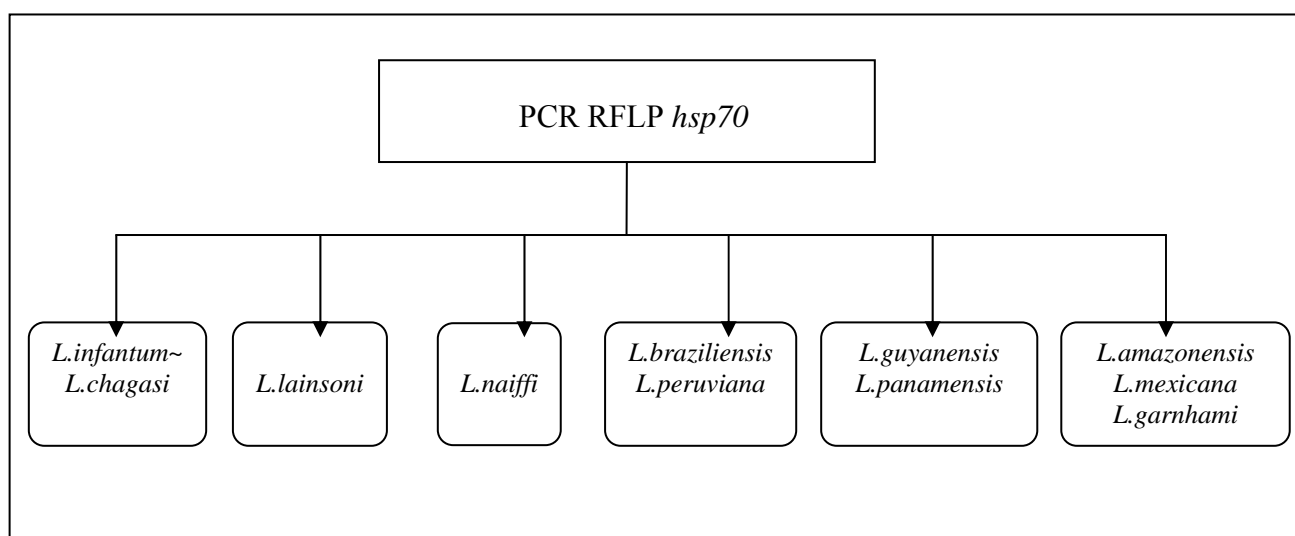 PCR RFLP hsp70
L.infantum~
L.chagasi
L.lainsoni
L.naiffi
L.braziliensis
L.peruviana
L.guyanensis
L.panamensis
L.amazonensis
L.mexicana
L.garnhami